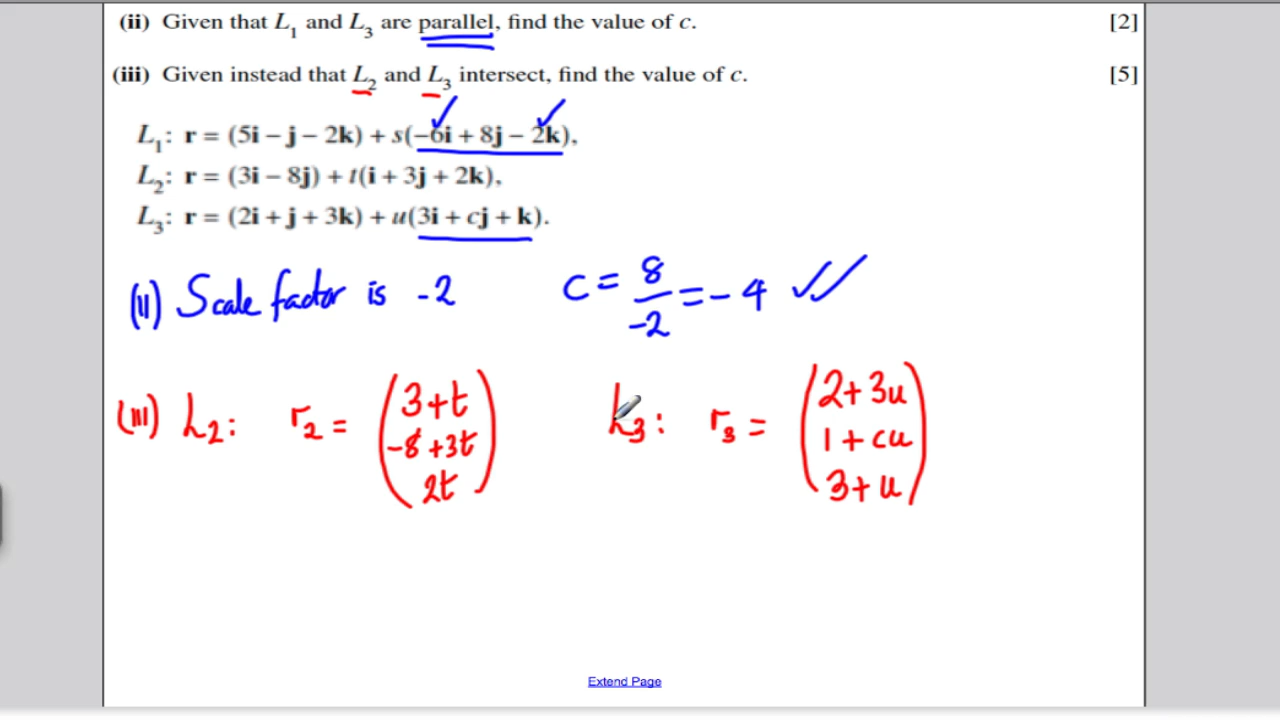 (ii) Given that L₁ and L₃ are parallel, find the value of c. [2]
(iii) Given instead that L₂ and L₃ intersect, find the value of c. [5]
L₁: r = (5i − j − 2k) + s(−6i + 8j − 2k),
L₂: r = (3i − 8j) + t(i + 3j + 2k),
L₃: r = (2i + j + 3k) + u(3i + cj + k).
(ii) Scale factor is -2 c = 8/-2 = -4 ✓✓
(iii) L₂: r₂ = (3+t, -8+3t, 2t) L₃: r₃ = (2+3u, 1+cu, 3+u)
Extend Page